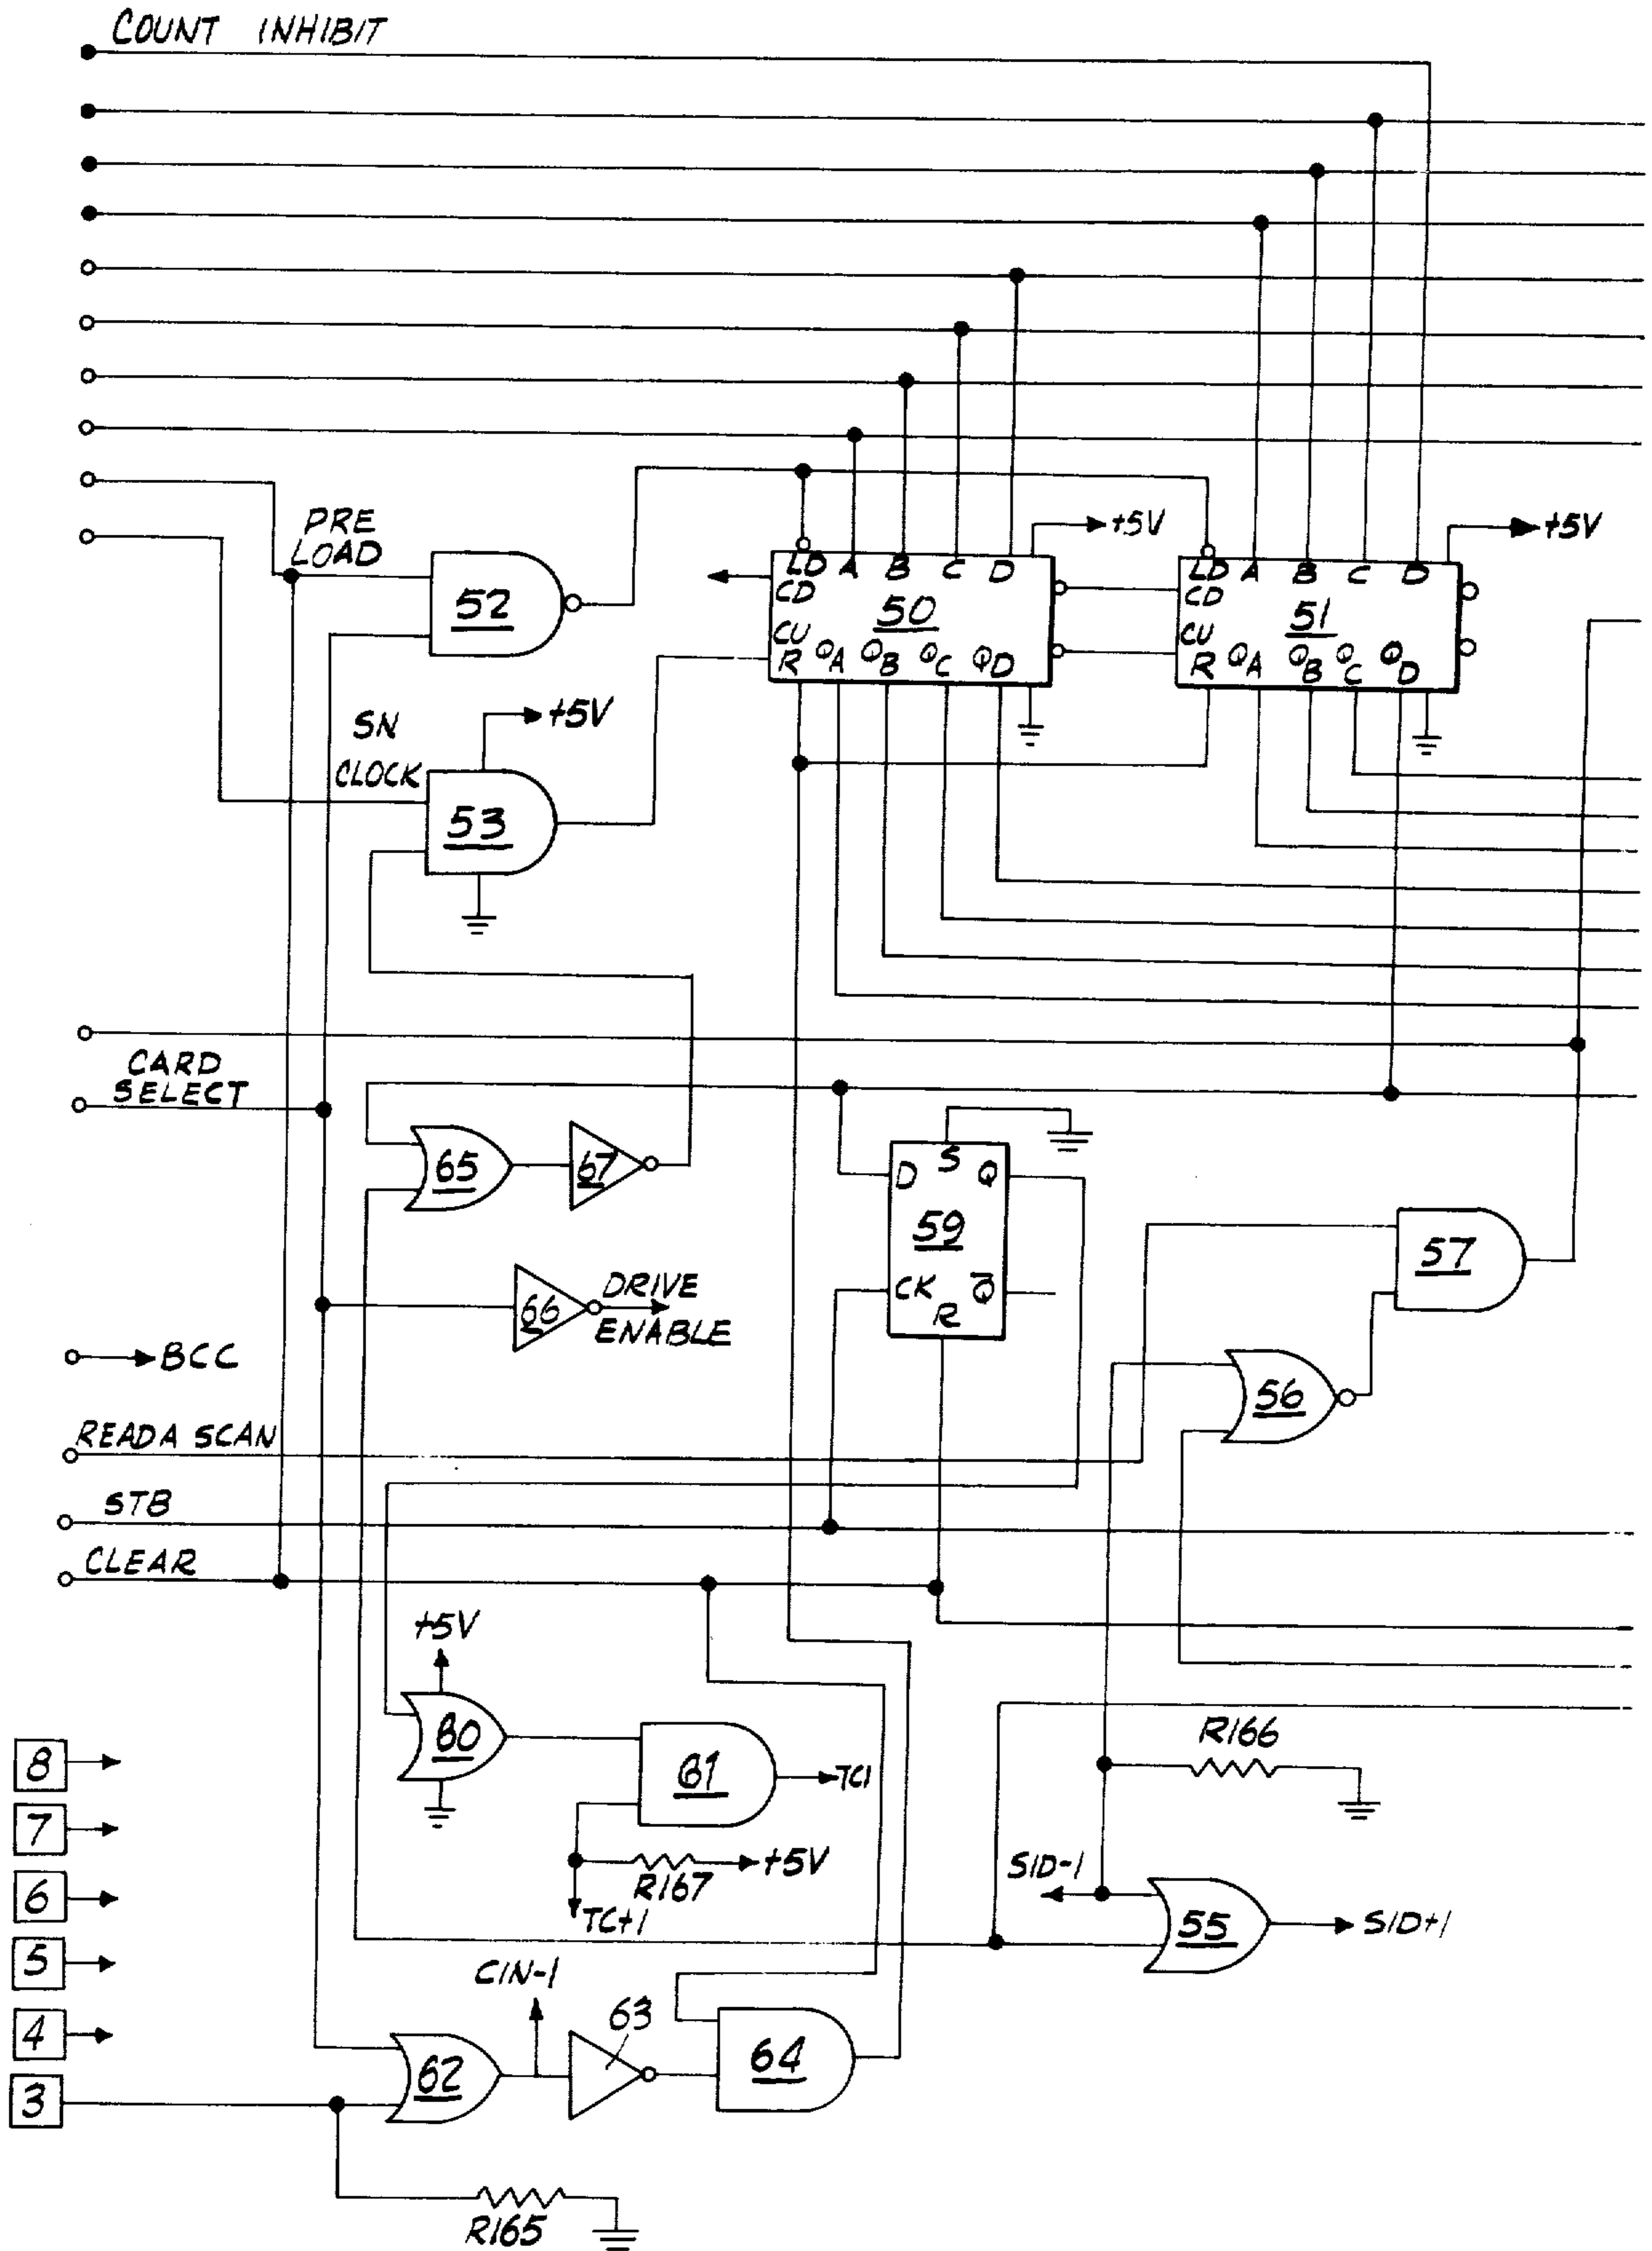 COUNT INHIBIT
PRE
LOAD
52
+5V
+5V
LD A B C D
CD
50
CU
R QA QB QC QD
LD A B C D
CD
51
CU
R QA QB QC QD
SN
CLOCK
+5V
53
CARD
SELECT
65
67
D S Q
59
CK R Q̅
57
66
DRIVE
ENABLE
BCC
56
READA SCAN
STB
CLEAR
+5V
60
61
TC1
R166
8
7
6
5
4
3
R167
+5V
TC+1
SID-1
55
SID+1
CIN-1
63
62
64
R165